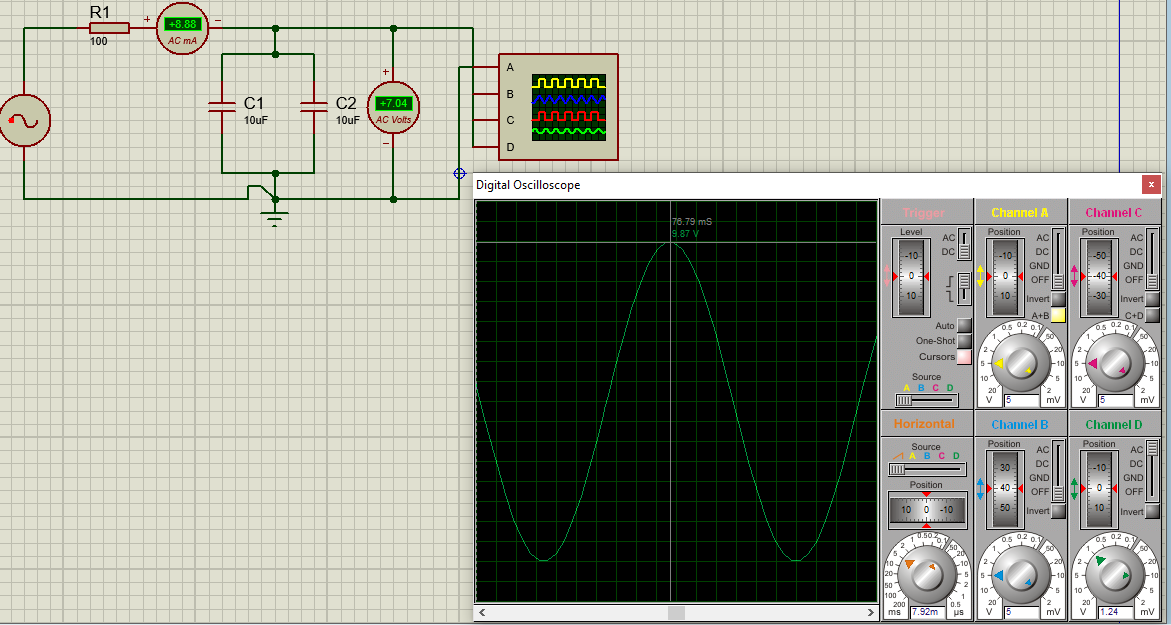 R1
100
+
+8.88
AC mA
−
C1
10uF
C2
10uF
+
+7.04
AC Volts
−
A
B
C
D
Digital Oscilloscope
x
76.79 mS
9.87 V
Trigger
Level
-10
0
10
AC
DC
Auto
One-Shot
Cursors
Source
A B C D
Channel A
Position
-10
0
10
AC
DC
GND
OFF
Invert
A+B
0.5 0.2 0.1
1 50
2 20
5 10
10 5
20 2
V 5 mV
Channel C
Position
-50
-40
-30
AC
DC
GND
OFF
Invert
C+D
0.5 0.2 0.1
1 50
2 20
5 10
10 5
20 2
V 5 mV
Horizontal
Source
A B C D
Position
10 0 -10
1 0.5 0.2 0.1
2 50
5 20
10 10
20 5
50 2
100 1
200 0.5
ms 7.92m µs
Channel B
Position
30
40
50
AC
DC
GND
OFF
Invert
0.5 0.2 0.1
1 50
2 20
5 10
10 5
20 2
V 5 mV
Channel D
Position
-10
0
10
AC
DC
GND
OFF
Invert
0.5 0.2 0.1
1 50
2 20
5 10
10 5
20 2
V 1.24 mV